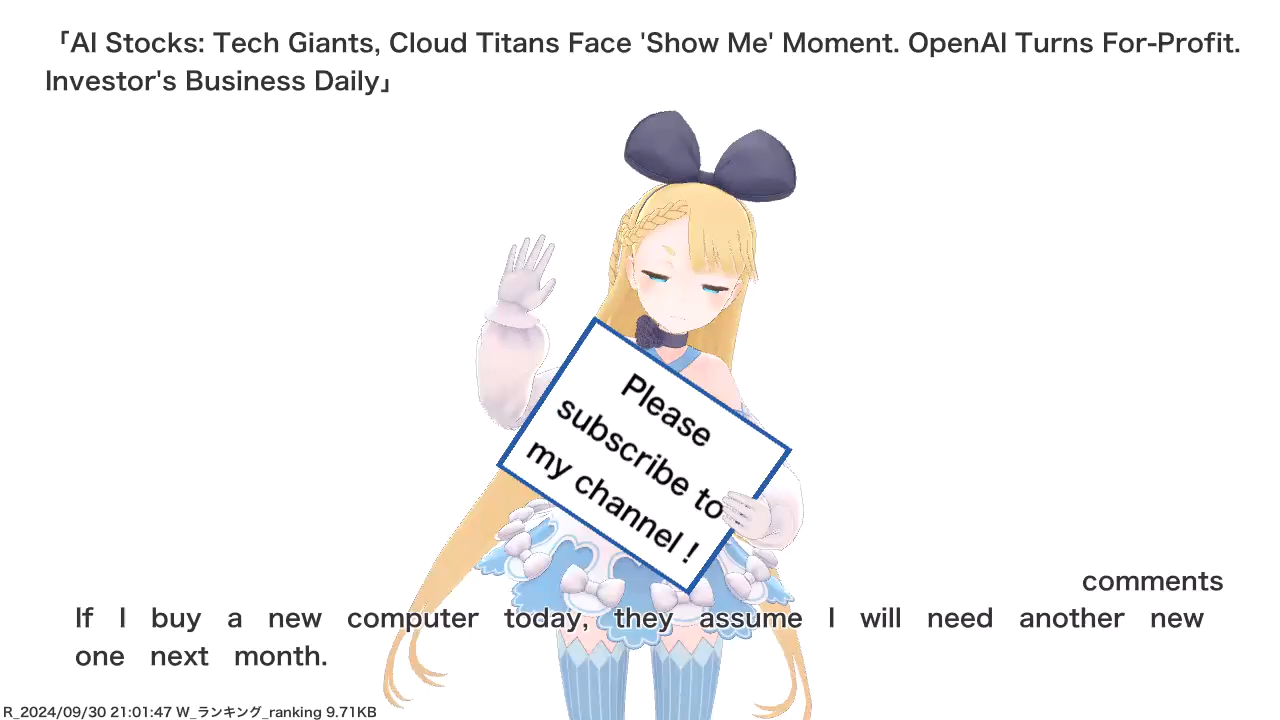 「AI Stocks: Tech Giants, Cloud Titans Face 'Show Me' Moment. OpenAI Turns For-Profit.
Investor's Business Daily」
Please
subscribe to
my channel !
comments
If I buy a new computer today, they assume I will need another new
one next month.
R_2024/09/30 21:01:47 W_ランキング_ranking 9.71KB